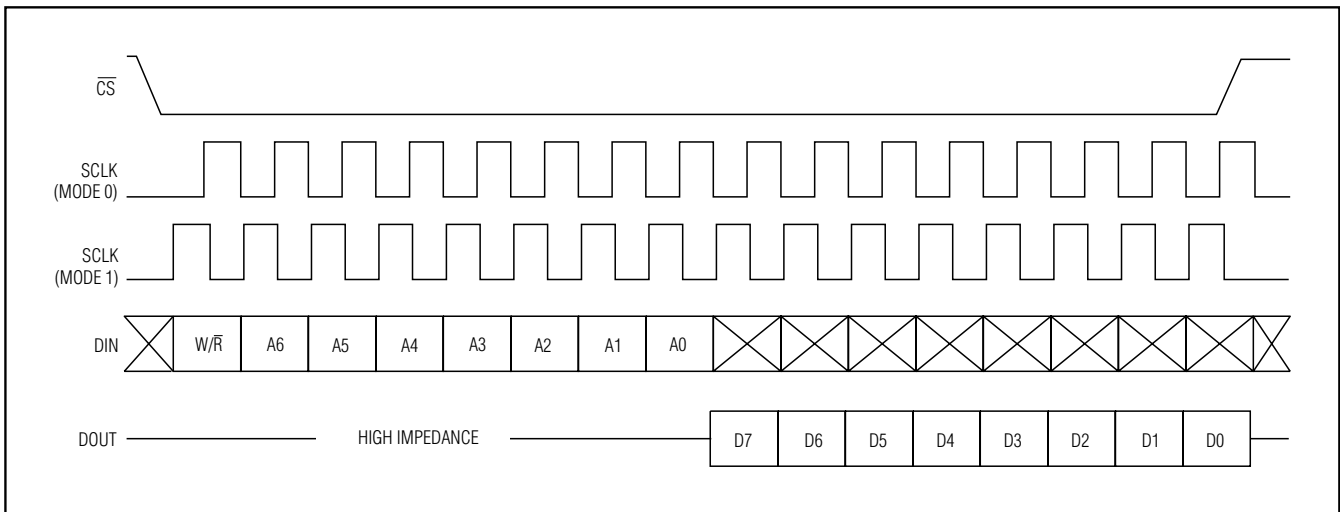 C̅S̅
SCLK
(MODE 0)
SCLK
(MODE 1)
DIN W/R̅ A6 A5 A4 A3 A2 A1 A0
DOUT HIGH IMPEDANCE D7 D6 D5 D4 D3 D2 D1 D0